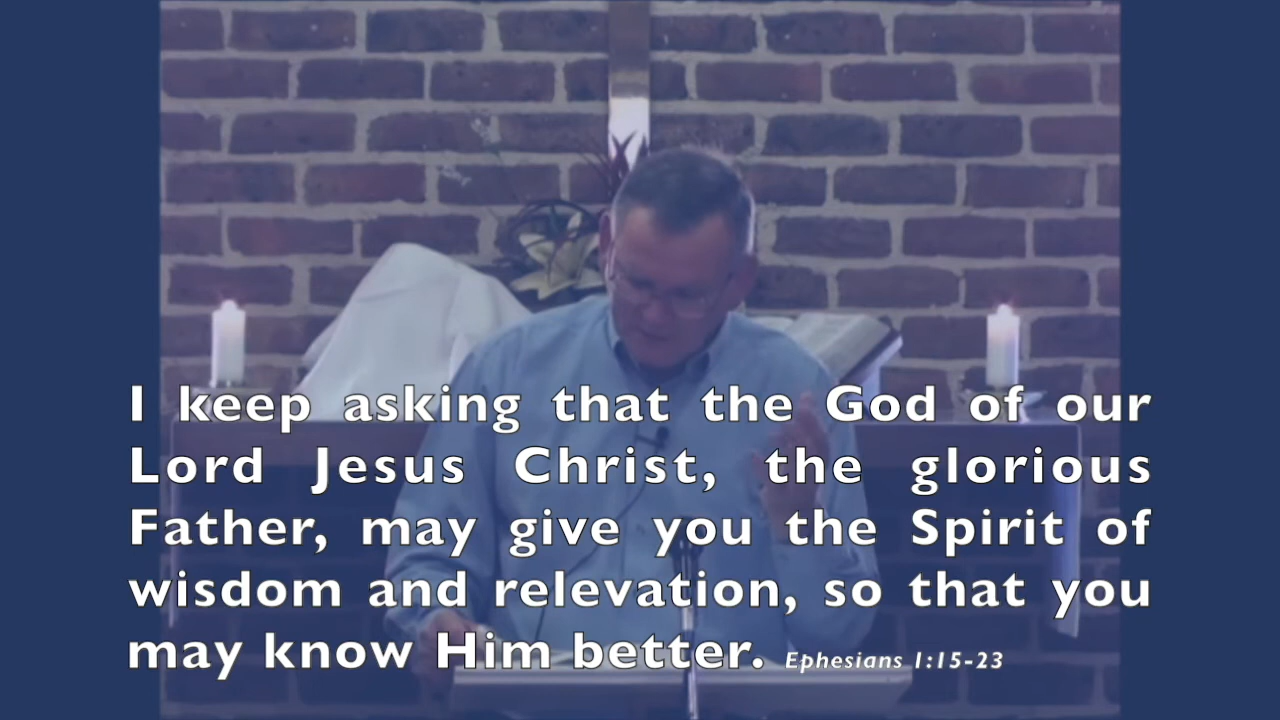 I keep asking that the God of our
Lord Jesus Christ, the glorious
Father, may give you the Spirit of
wisdom and relevation, so that you
may know Him better. Ephesians 1:15-23